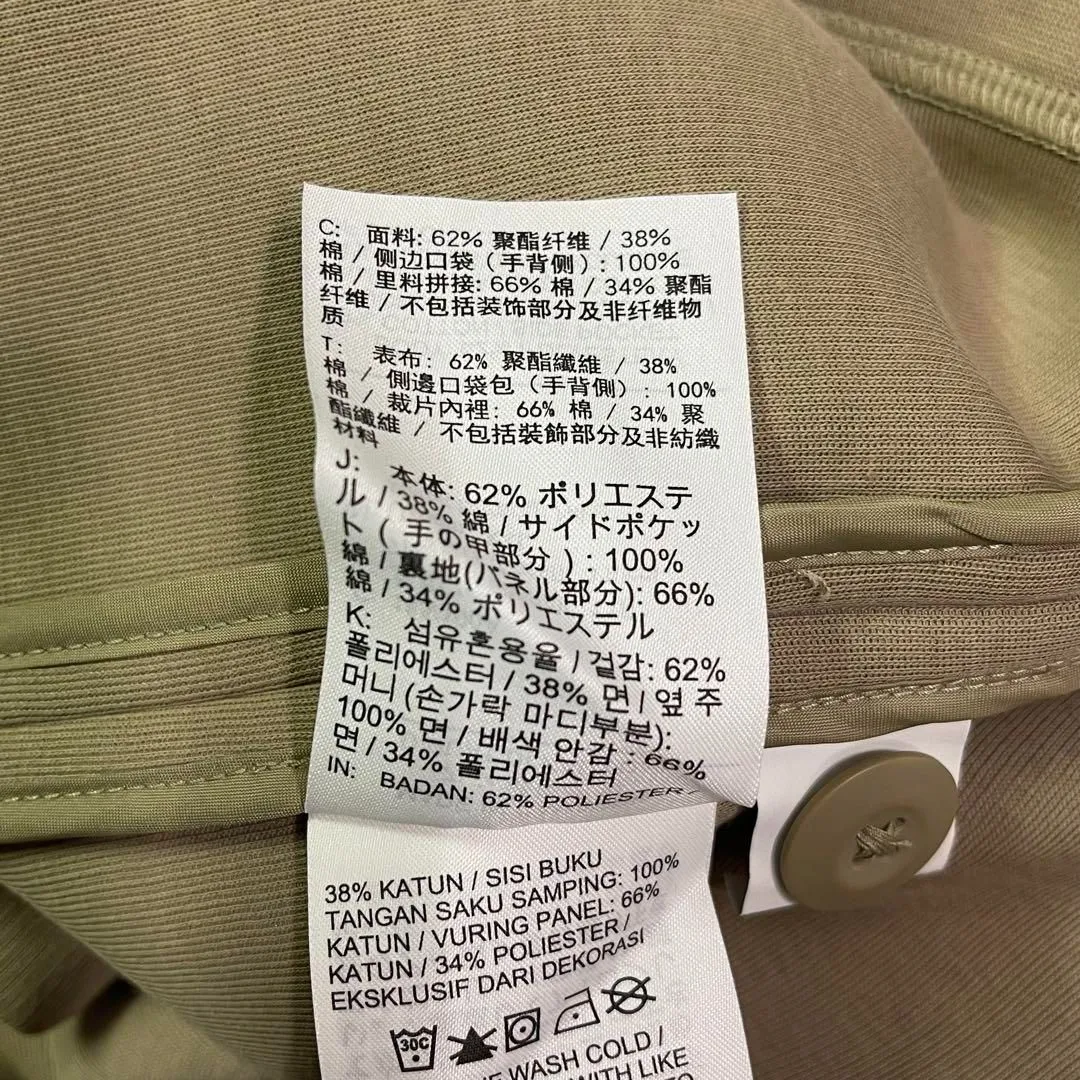 C: 面料: 62% 聚酯纤维 / 38%
棉 / 侧边口袋（手背侧）: 100%
棉 / 里料拼接: 66% 棉 / 34% 聚酯
纤维 / 不包括装饰部分及非纤维物
质
T: 表布: 62% 聚酯纖維 / 38%
棉 / 側邊口袋包（手背側）: 100%
棉 / 裁片內裡: 66% 棉 / 34% 聚
酯纖維 / 不包括裝飾部分及非紡織
材料
J: 本体: 62% ポリエステ
ル / 38% 綿 / サイドポケッ
ト ( 手の甲部分 ) : 100%
綿 / 裏地(パネル部分): 66%
綿 / 34% ポリエステル
K: 섬유혼용율 / 겉감: 62%
폴리에스터 / 38% 면 | 옆 주
머니 (손가락 마디부분):
100% 면 / 배색 안감 : 66%
면 / 34% 폴리에스터
IN: BADAN: 62% POLIESTER /
38% KATUN / SISI BUKU
TANGAN SAKU SAMPING: 100%
KATUN / VURING PANEL: 66%
KATUN / 34% POLIESTER /
EKSKLUSIF DARI DEKORASI
30C
WASH COLD /
WITH LIKE